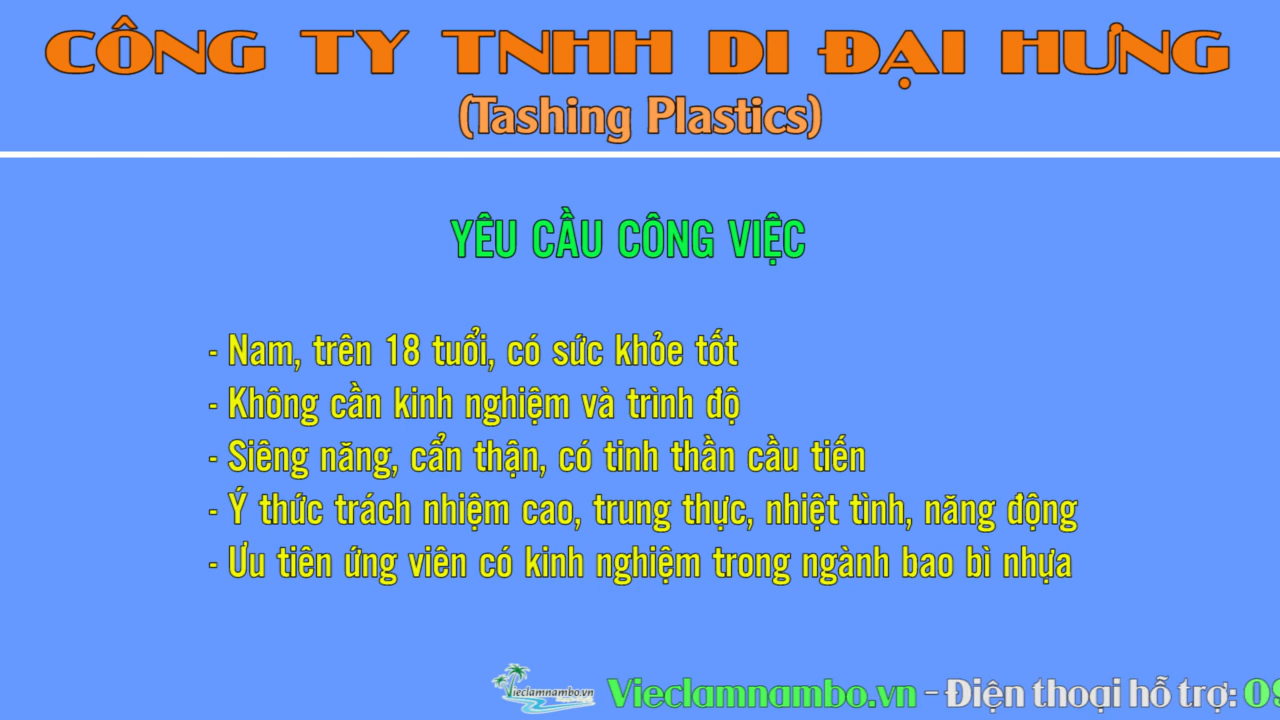 CÔNG TY TNHH DI ĐẠI HƯNG
(Tashing Plastics)
YÊU CẦU CÔNG VIỆC
- Nam, trên 18 tuổi, có sức khỏe tốt
- Không cần kinh nghiệm và trình độ
- Siêng năng, cẩn thận, có tinh thần cầu tiến
- Ý thức trách nhiệm cao, trung thực, nhiệt tình, năng động
- Ưu tiên ứng viên có kinh nghiệm trong ngành bao bì nhựa
Vieclamnambo.vn Vieclamnambo.vn - Điện thoại hỗ trợ: 09